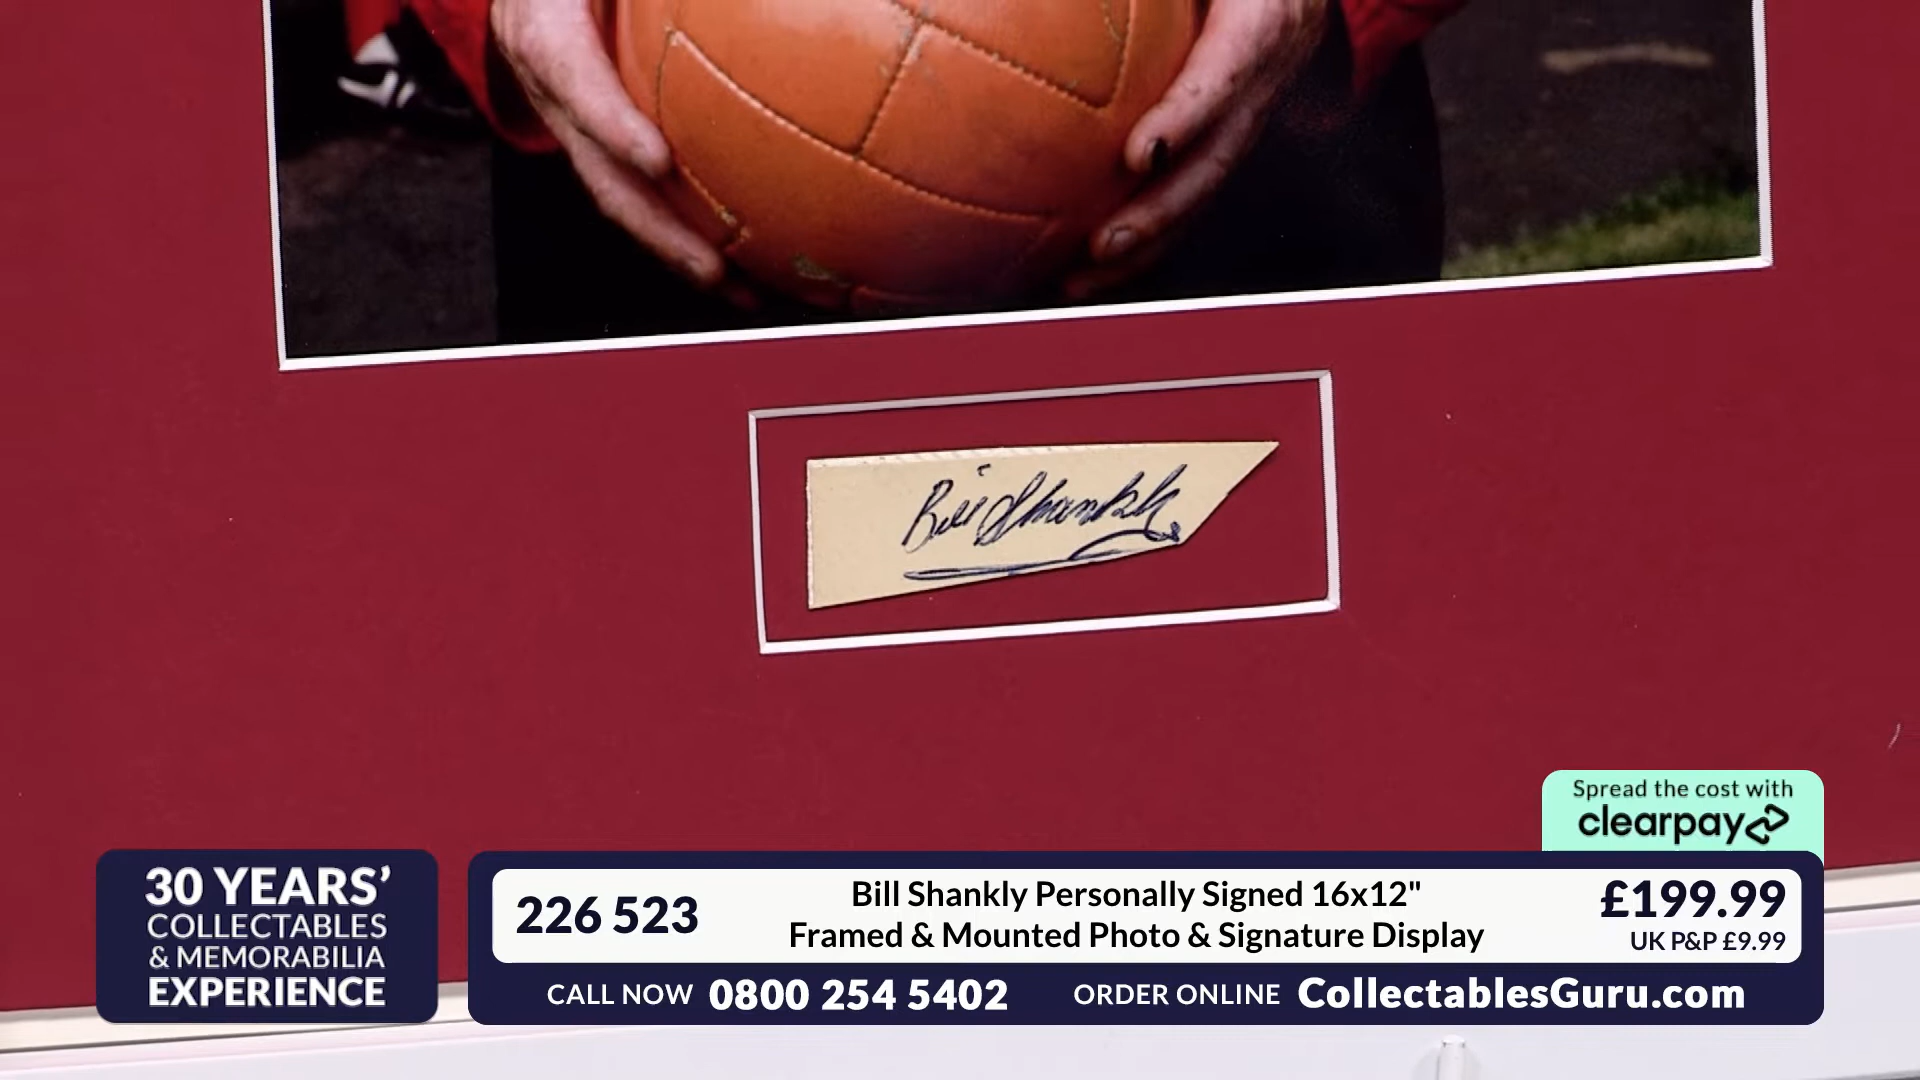 Bill Shankly
Spread the cost with
clearpay
30 YEARS’
COLLECTABLES
& MEMORABILIA
EXPERIENCE
226 523
Bill Shankly Personally Signed 16x12"
Framed & Mounted Photo & Signature Display
£199.99
UK P&P £9.99
CALL NOW 0800 254 5402
ORDER ONLINE CollectablesGuru.com